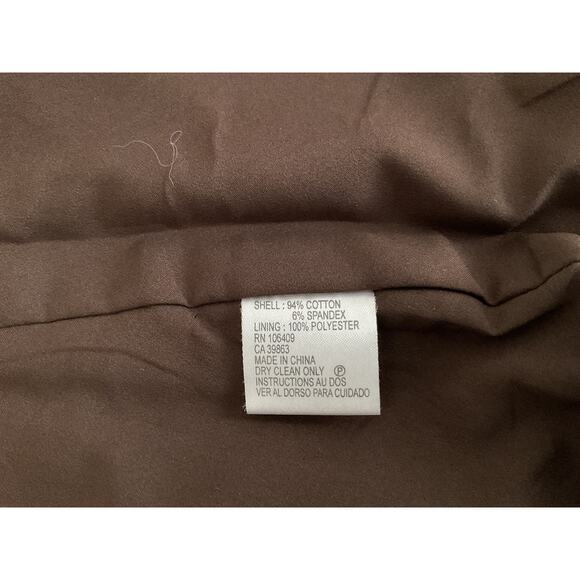 SHELL : 94% COTTON
6% SPANDEX
LINING : 100% POLYESTER
RN 106409
CA 39863
MADE IN CHINA
DRY CLEAN ONLY Ⓟ
INSTRUCTIONS AU DOS
VER AL DORSO PARA CUIDADO